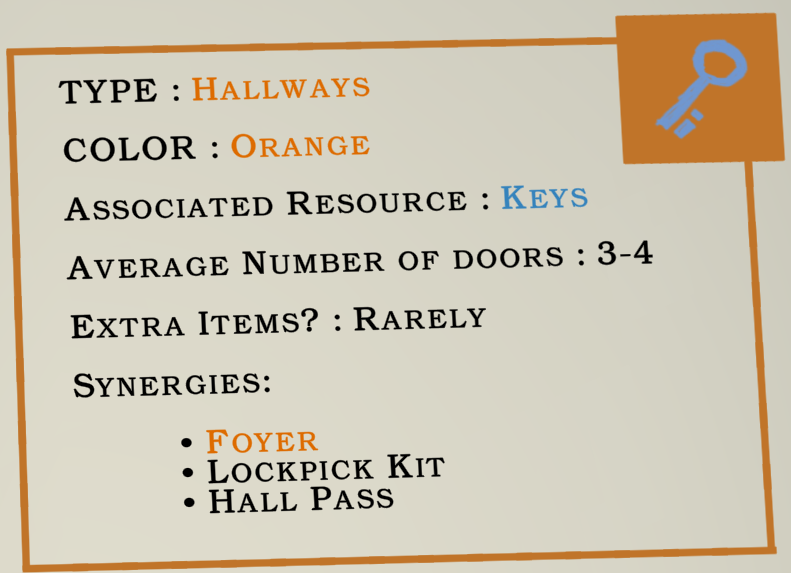 TYPE : HALLWAYS
COLOR : ORANGE
ASSOCIATED RESOURCE : KEYS
AVERAGE NUMBER OF DOORS : 3-4
EXTRA ITEMS? : RARELY
SYNERGIES:
• FOYER
• LOCKPICK KIT
• HALL PASS